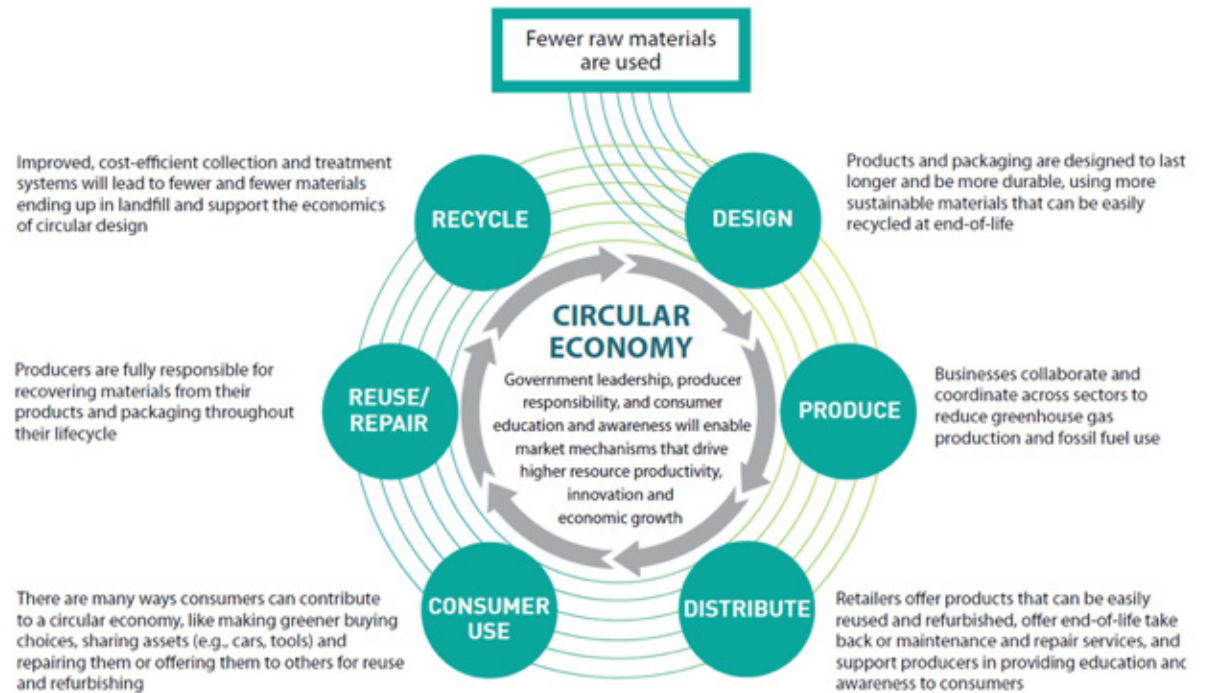 Fewer raw materials
are used
Improved, cost-efficient collection and treatment
systems will lead to fewer and fewer materials
ending up in landfill and support the economics
of circular design
RECYCLE
DESIGN
Products and packaging are designed to last
longer and be more durable, using more
sustainable materials that can be easily
recycled at end-of-life
CIRCULAR
ECONOMY
Government leadership, producer
responsibility, and consumer
education and awareness will enable
market mechanisms that drive
higher resource productivity,
innovation and
economic growth
Producers are fully responsible for
recovering materials from their
products and packaging throughout
their lifecycle
REUSE/
REPAIR
PRODUCE
Businesses collaborate and
coordinate across sectors to
reduce greenhouse gas
production and fossil fuel use
There are many ways consumers can contribute
to a circular economy, like making greener buying
choices, sharing assets (e.g., cars, tools) and
repairing them or offering them to others for reuse
and refurbishing
CONSUMER
USE
DISTRIBUTE
Retailers offer products that can be easily
reused and refurbished, offer end-of-life take
back or maintenance and repair services, and
support producers in providing education and
awareness to consumers